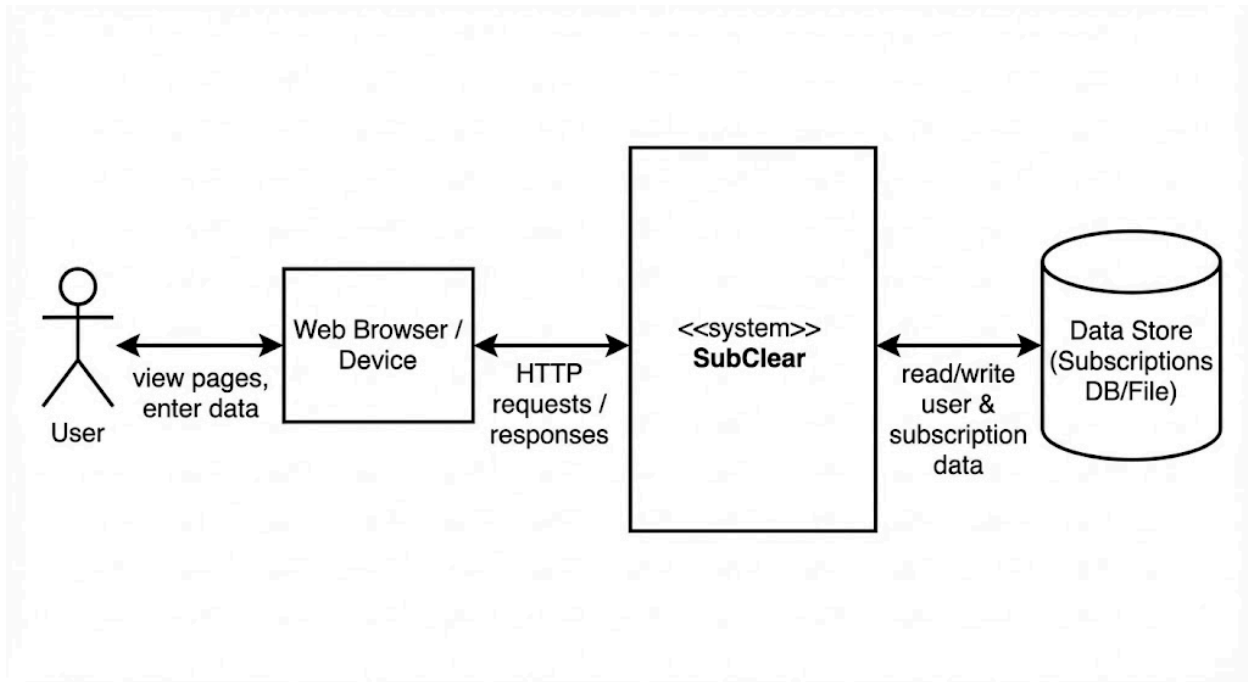 User
view pages,
enter data
Web Browser /
Device
HTTP
requests /
responses
<<system>>
SubClear
read/write
user &
subscription
data
Data Store
(Subscriptions
DB/File)